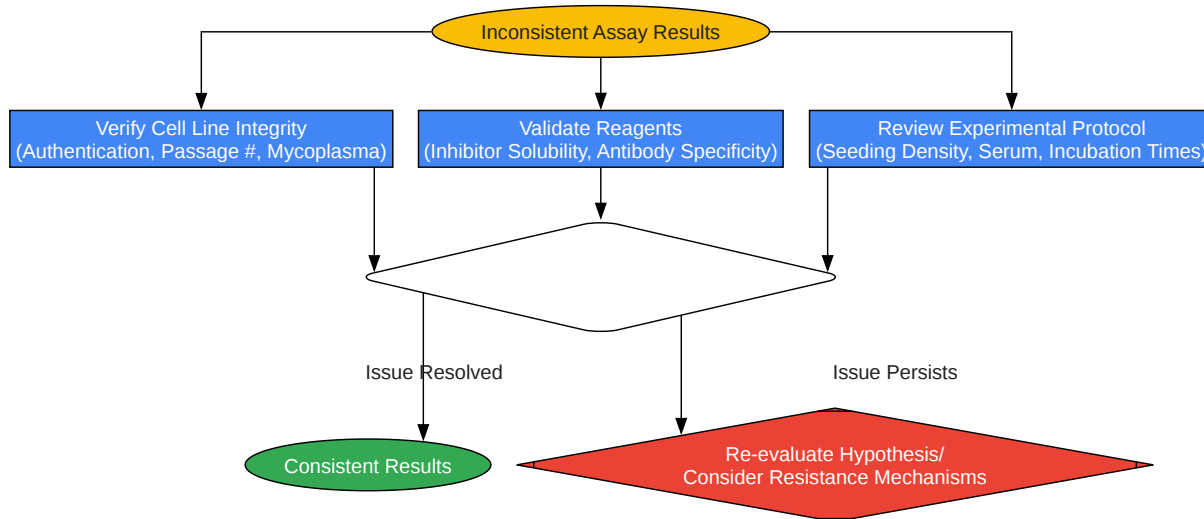 Inconsistent Assay Results
Verify Cell Line Integrity
(Authentication, Passage #, Mycoplasma)
Validate Reagents
(Inhibitor Solubility, Antibody Specificity)
Review Experimental Protocol
(Seeding Density, Serum, Incubation Times)
Issue Resolved
Issue Persists
Consistent Results
Re-evaluate Hypothesis/
Consider Resistance Mechanisms